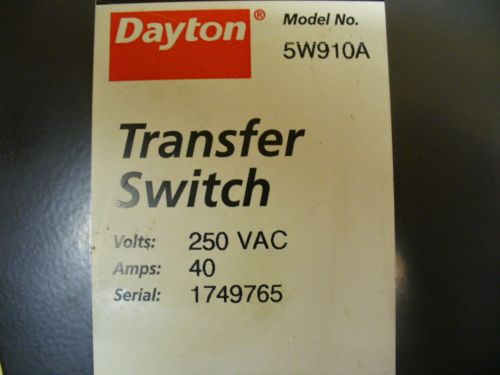 Dayton®
Model No.
5W910A
Transfer
Switch
Volts: 250 VAC
Amps: 40
Serial: 1749765